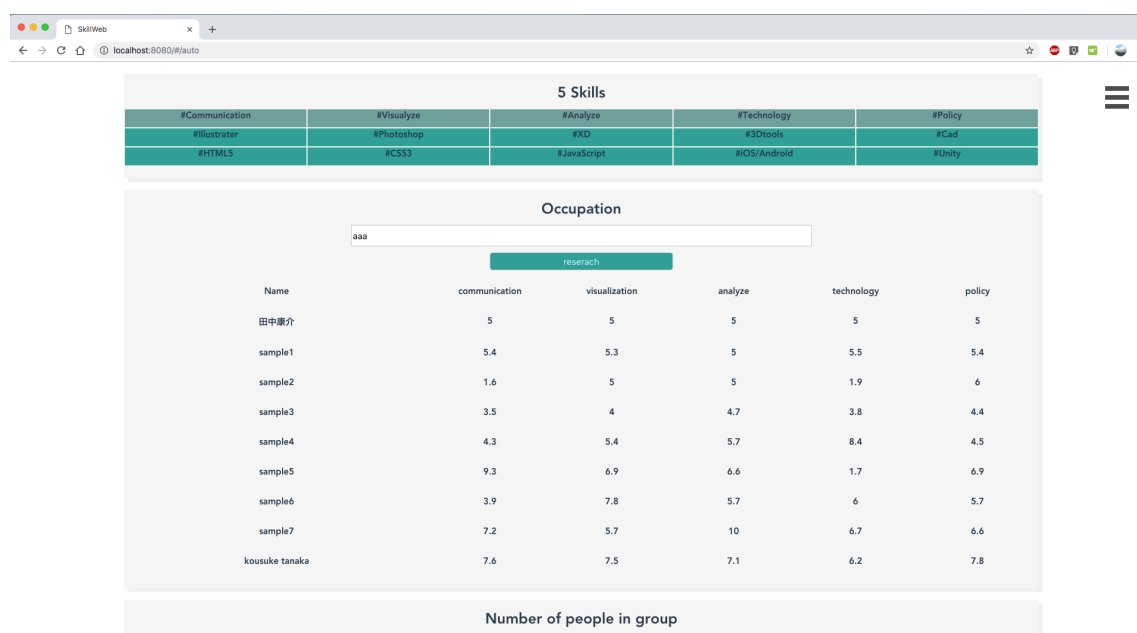 SkillWeb
localhost:8080/#/auto
ABP
5 Skills
#Communication #Visualyze #Analyze #Technology #Policy
#Illustrater #Photoshop #XD #3Dtools #Cad
#HTML5 #CSS3 #JavaScript #iOS/Android #Unity
Occupation
aaa
reserach
Name communication visualization analyze technology policy
田中康介 5 5 5 5 5
sample1 5.4 5.3 5 5.5 5.4
sample2 1.6 5 5 1.9 6
sample3 3.5 4 4.7 3.8 4.4
sample4 4.3 5.4 5.7 8.4 4.5
sample5 9.3 6.9 6.6 1.7 6.9
sample6 3.9 7.8 5.7 6 5.7
sample7 7.2 5.7 10 6.7 6.6
kousuke tanaka 7.6 7.5 7.1 6.2 7.8
Number of people in group